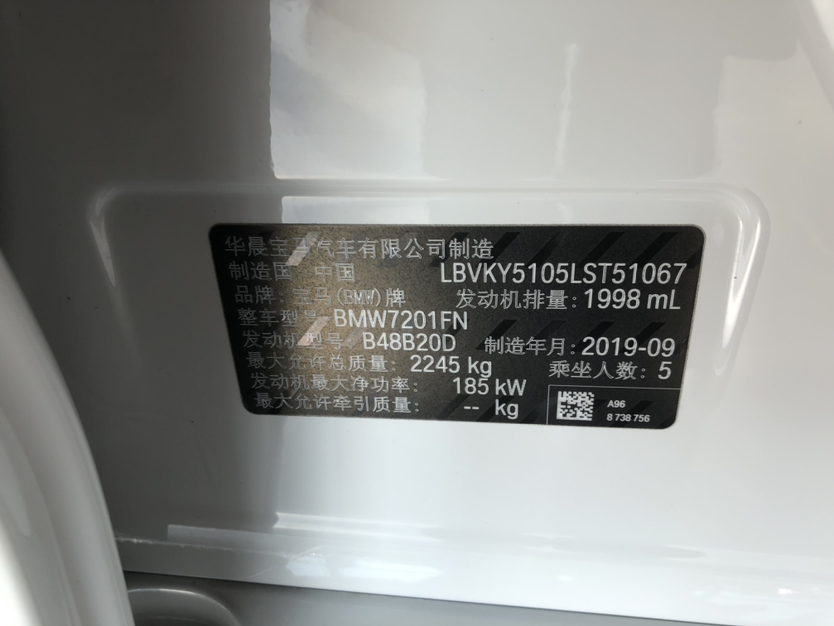 华晨宝马汽车有限公司制造
制造国 中国 LBVKY5105LST51067
品牌: 宝马(BMW)牌 发动机排量: 1998 mL
整车型号: BMW7201FN
发动机型号: B48B20D 制造年月: 2019-09
最大允许总质量: 2245 kg 乘坐人数: 5
发动机最大净功率: 185 kW
最大允许牵引质量: -- kg
A96
8 738 756